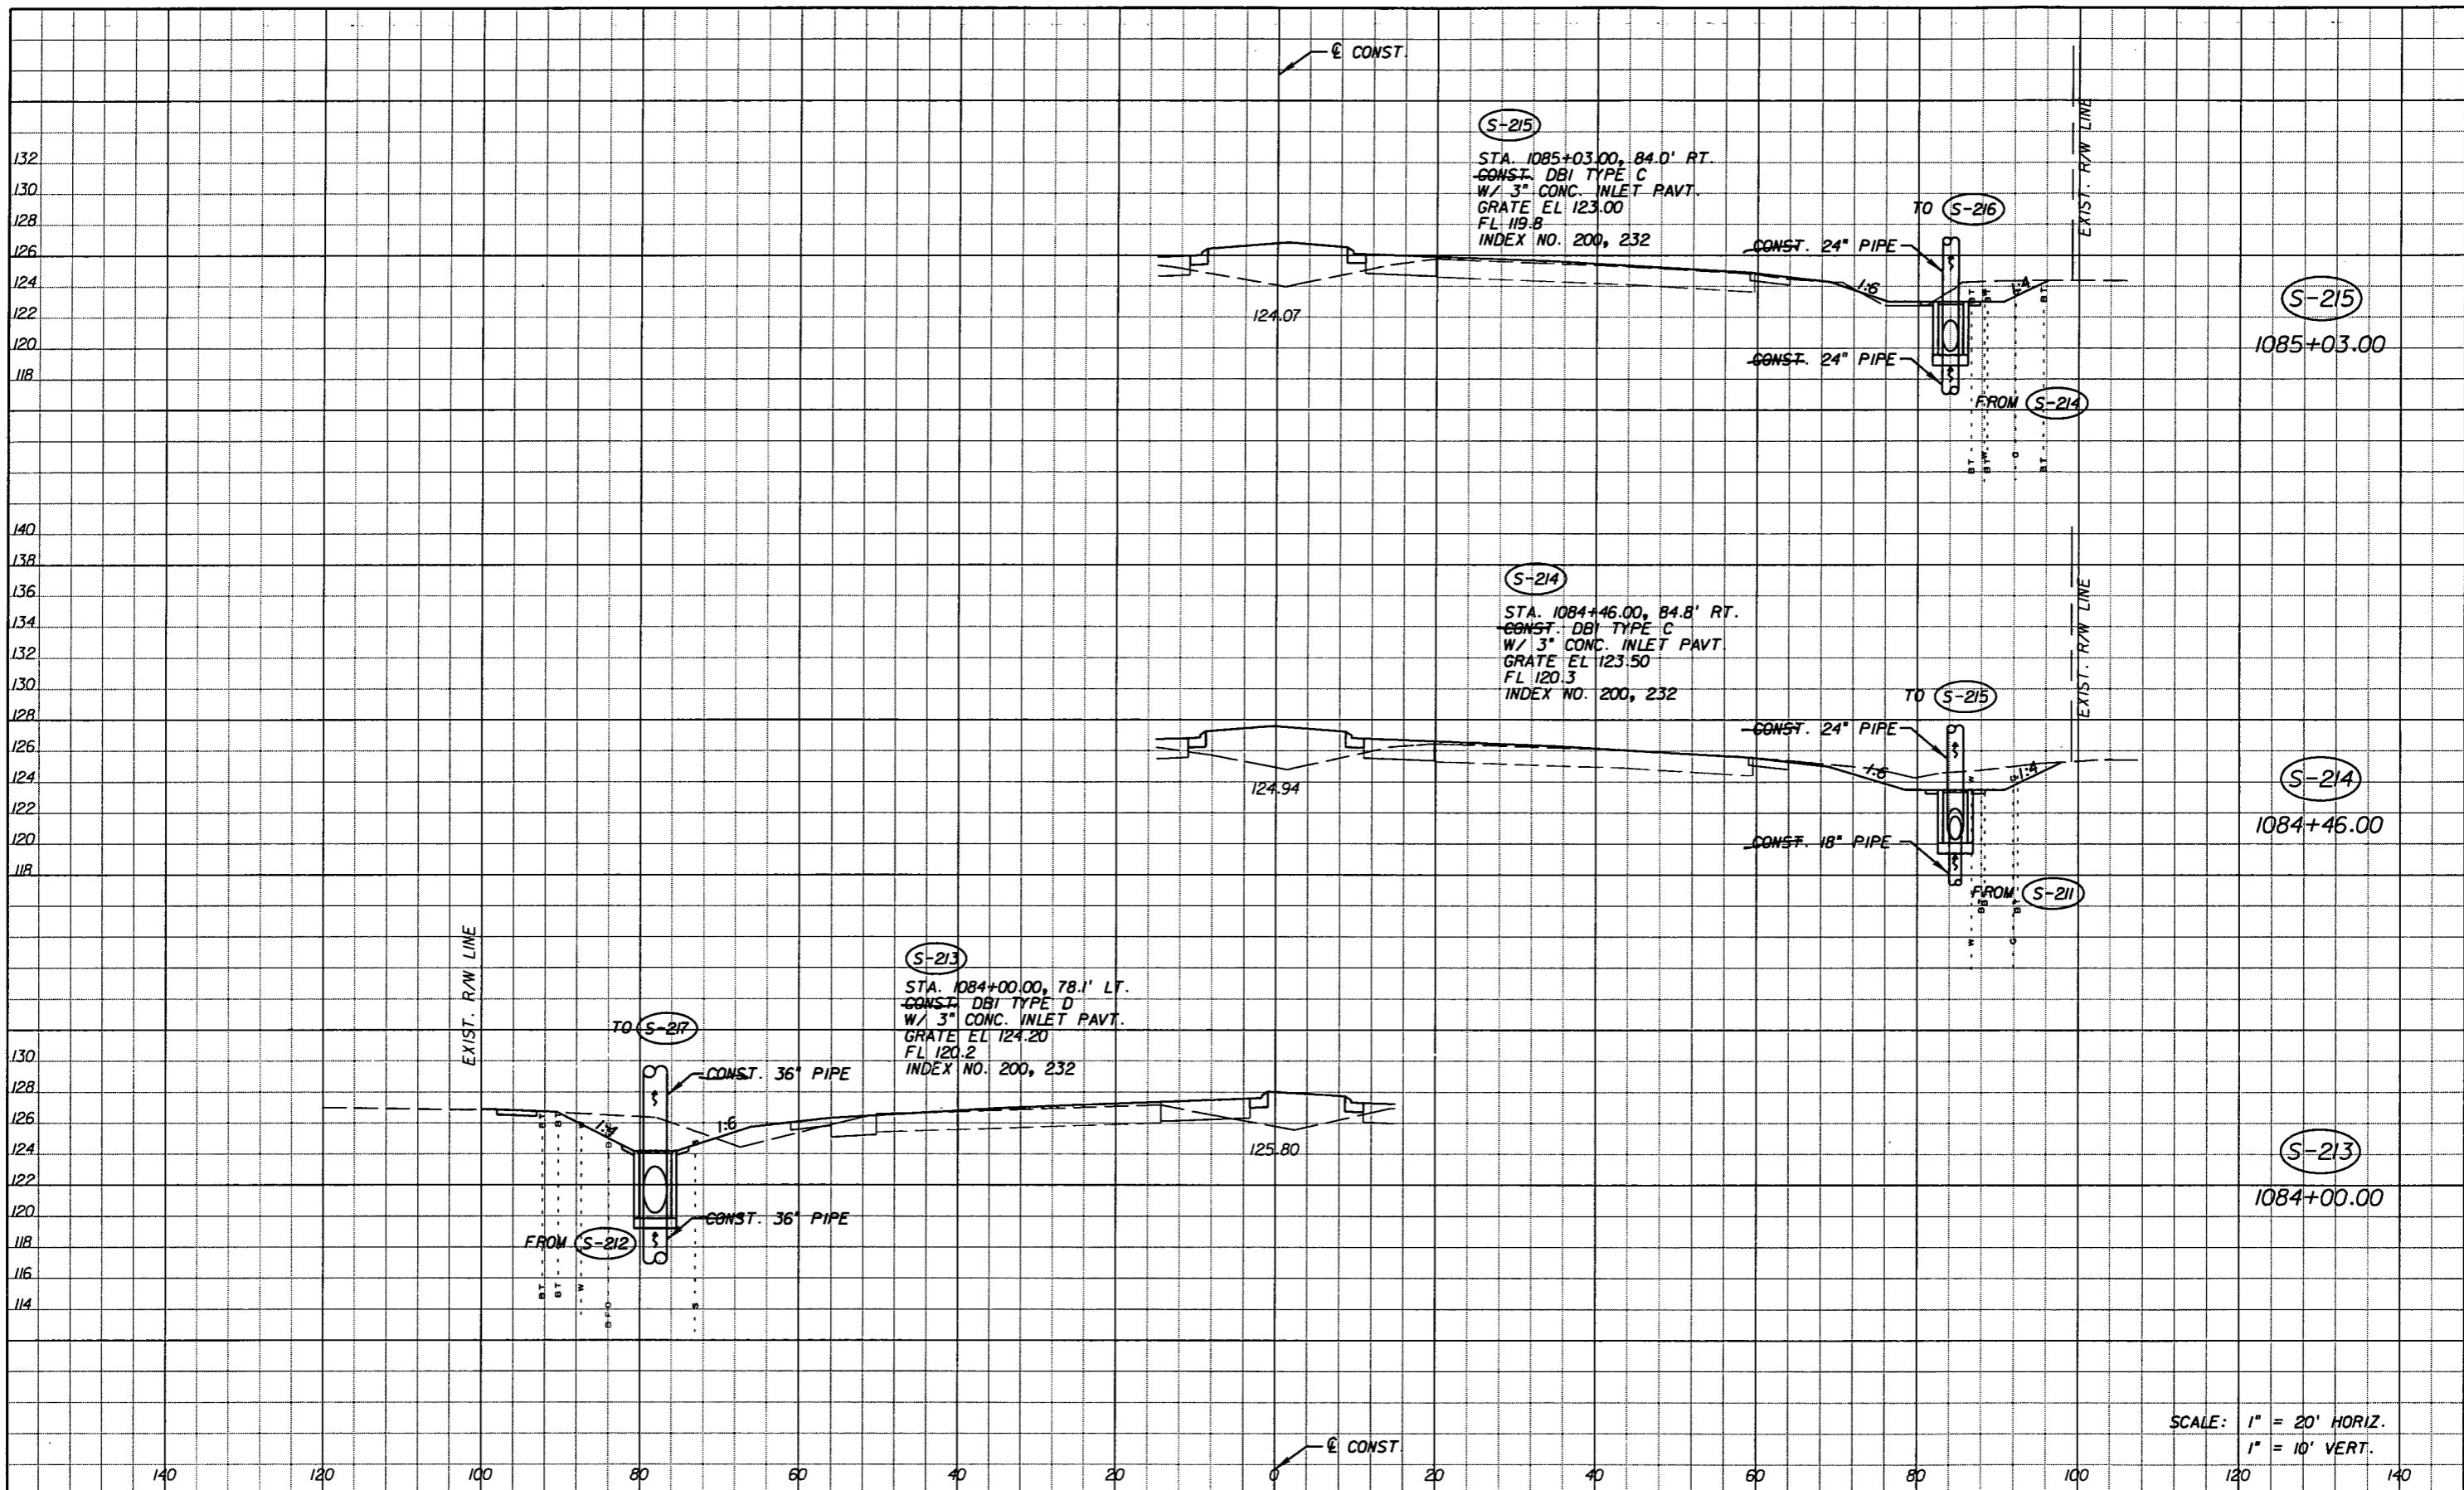 ℄ CONST.
S-215
STA. 1085+03.00, 84.0' RT.
CONST. DBI TYPE C
W/ 3" CONC. INLET PAVT.
GRATE EL 123.00
FL 119.8
INDEX NO. 200, 232
TO S-216
CONST. 24" PIPE
EXIST. R/W LINE
132
130
128
126
124
122
120
118
1:6
1:4
124.07
CONST. 24" PIPE
FROM S-214
BT
BT
W
BT
G
BT
S-215
1085+03.00
140
138
136
134
132
130
128
126
124
122
120
118
S-214
STA. 1084+46.00, 84.8' RT.
CONST. DBI TYPE C
W/ 3" CONC. INLET PAVT.
GRATE EL 123.50
FL 120.3
INDEX NO. 200, 232
TO S-215
EXIST. R/W LINE
CONST. 24" PIPE
1:6
1:4
124.94
CONST. 18" PIPE
FROM S-211
W
G
S-214
1084+46.00
EXIST. R/W LINE
S-213
STA. 1084+00.00, 78.1' LT.
CONST. DBI TYPE D
W/ 3" CONC. INLET PAVT.
GRATE EL 124.20
FL 120.2
INDEX NO. 200, 232
TO S-217
CONST. 36" PIPE
130
128
126
124
122
120
118
116
114
1:4
1:6
125.80
CONST. 36" PIPE
FROM S-212
BT
BT
W
BFO
S
S-213
1084+00.00
SCALE: 1" = 20' HORIZ.
1" = 10' VERT.
℄ CONST.
140 120 100 80 60 40 20 0 20 40 60 80 100 120 140